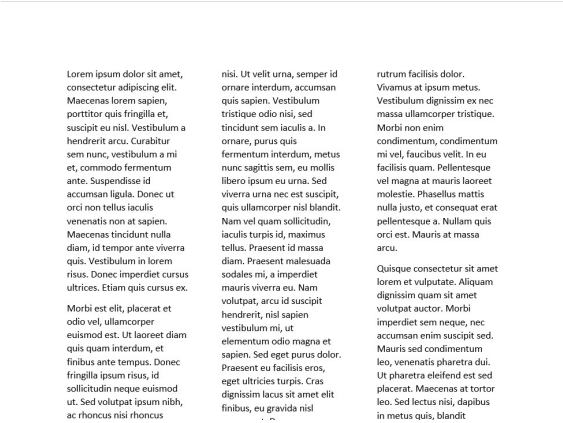 Lorem ipsum dolor sit amet,
consectetur adipiscing elit.
Maecenas lorem sapien,
porttitor quis fringilla et,
suscipit eu nisl. Vestibulum a
hendrerit arcu. Curabitur
sem nunc, vestibulum a mi
et, commodo fermentum
ante. Suspendisse id
accumsan ligula. Donec ut
orci non tellus iaculis
venenatis non at sapien.
Maecenas tincidunt nulla
diam, id tempor ante viverra
quis. Vestibulum in lorem
risus. Donec imperdiet cursus
ultrices. Etiam quis cursus ex.
Morbi est elit, placerat et
odio vel, ullamcorper
euismod est. Ut laoreet diam
quis quam interdum, et
finibus ante tempus. Donec
fringilla ipsum risus, id
sollicitudin neque euismod
ut. Sed volutpat ipsum nibh,
ac rhoncus nisi rhoncus
nisi. Ut velit urna, semper id
ornare interdum, accumsan
quis sapien. Vestibulum
tristique odio nisi, sed
tincidunt sem iaculis a. In
ornare, purus quis
fermentum interdum, metus
nunc sagittis sem, eu mollis
libero ipsum eu urna. Sed
viverra urna nec est suscipit,
quis ullamcorper nisl blandit.
Nam vel quam sollicitudin,
iaculis turpis id, maximus
tellus. Praesent id massa
diam. Praesent malesuada
sodales mi, a imperdiet
mauris viverra eu. Nam
volutpat, arcu id suscipit
hendrerit, nisl sapien
vestibulum mi, ut
elementum odio magna et
sapien. Sed eget purus dolor.
Praesent eu facilisis eros,
eget ultricies turpis. Cras
dignissim lacus sit amet elit
finibus, eu gravida nisl
rutrum facilisis dolor.
Vivamus at ipsum metus.
Vestibulum dignissim ex nec
massa ullamcorper tristique.
Morbi non enim
condimentum, condimentum
mi vel, faucibus velit. In eu
facilisis quam. Pellentesque
vel magna at mauris laoreet
molestie. Phasellus mattis
nulla justo, et consequat erat
pellentesque a. Nullam quis
orci est. Mauris at massa
arcu.
Quisque consectetur sit amet
lorem et vulputate. Aliquam
dignissim quam sit amet
volutpat auctor. Morbi
imperdiet sem neque, nec
accumsan enim suscipit sed.
Mauris sed condimentum
leo, venenatis pharetra dui.
Ut pharetra eleifend est sed
placerat. Maecenas at tortor
leo. Sed lectus nisi, dapibus
in metus quis, blandit